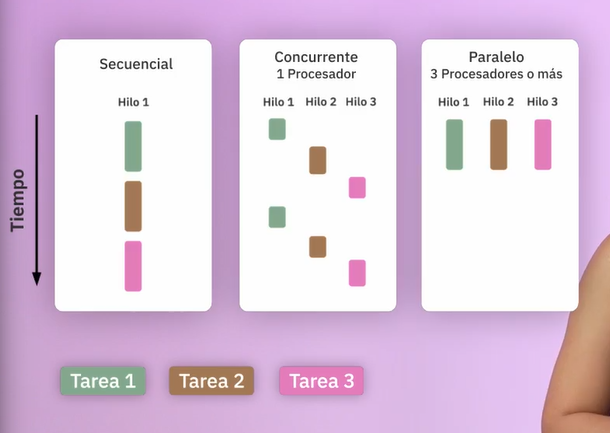 Secuencial
Hilo 1
Concurrente
1 Procesador
Hilo 1 Hilo 2 Hilo 3
Paralelo
3 Procesadores o más
Hilo 1 Hilo 2 Hilo 3
Tiempo
Tarea 1 Tarea 2 Tarea 3